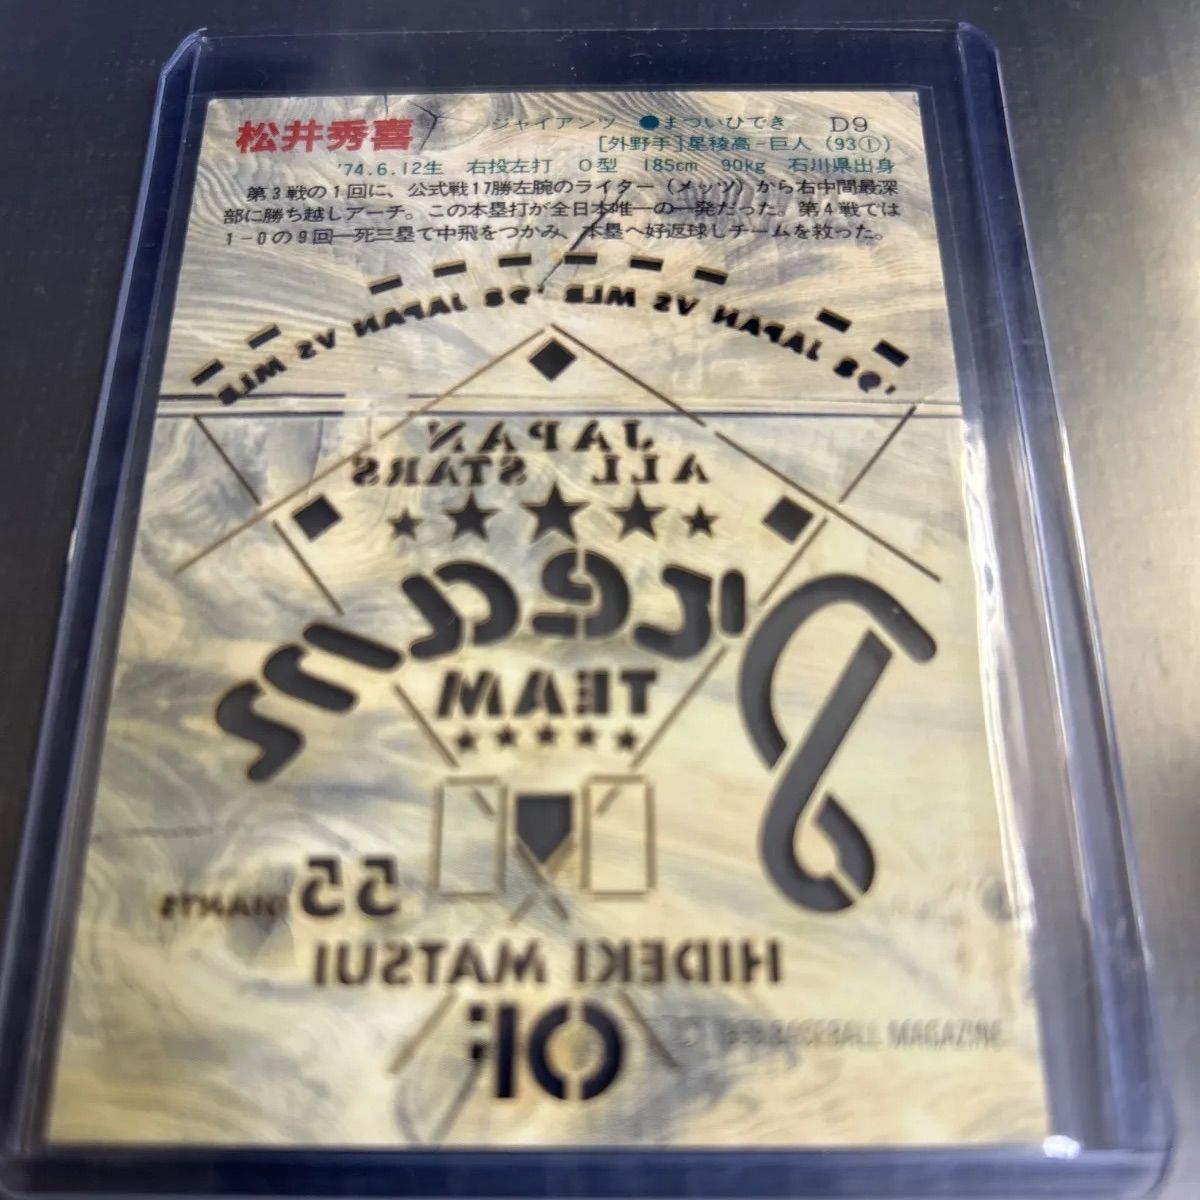 松井秀喜 ジャイアンツ ●まついひでき D9
[外野手]星稜高-巨人(93①)
'74.6.12生 右投左打 O型 185cm 90kg 石川県出身
第3戦の1回に、公式戦17勝左腕のライター(メッツ)から右中間最深
部に勝ち越しアーチ。この本塁打が全日本唯一の一発だった。第4戦では
1-0の9回一死三塁で中飛をつかみ、本塁へ好返球しチームを救った。
'98 JAPAN VS MLB '98 JAPAN VS MLB
JAPAN
ALL STARS
Dreams
TEAM
55 GIANTS
HIDEKI MATSUI
OF
BASEBALL MAGAZINE